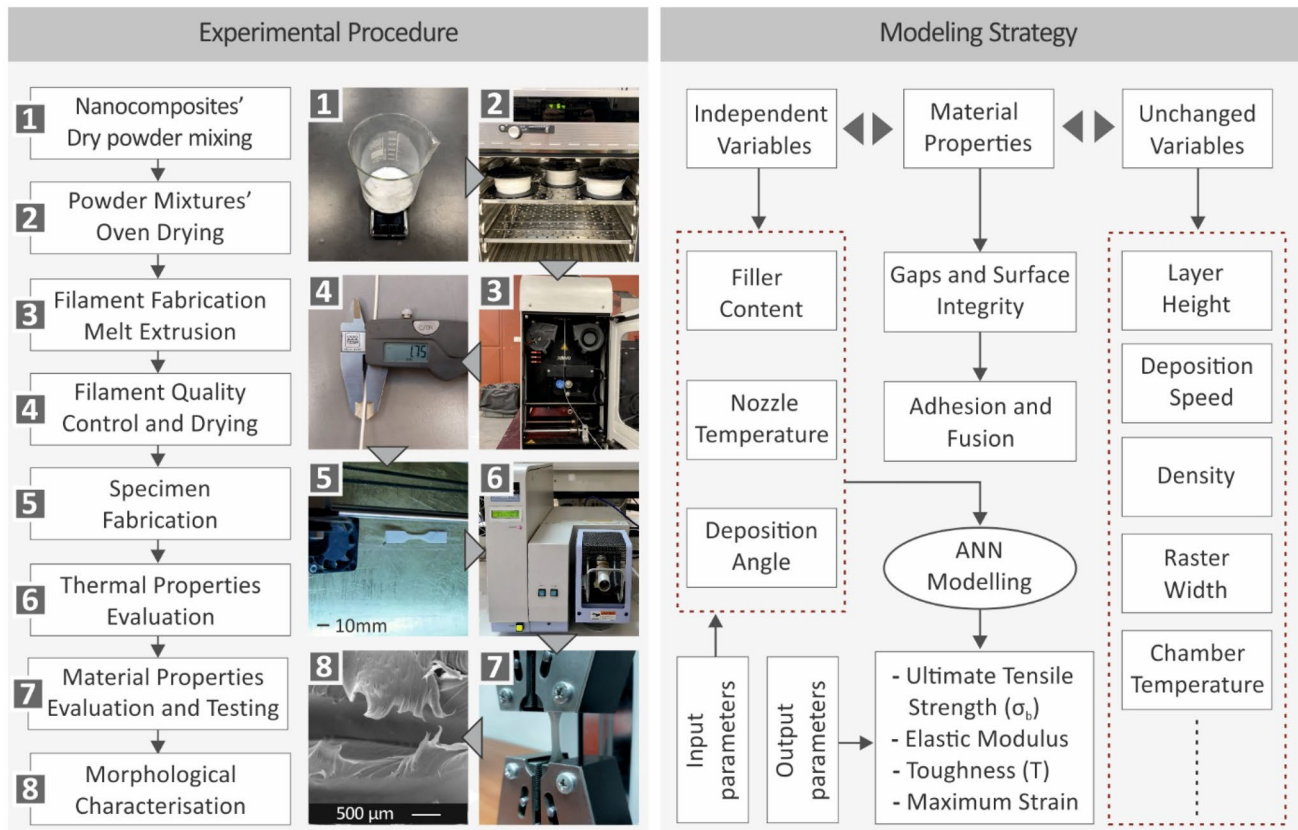 Experimental Procedure
1
Nanocomposites’
Dry powder mixing
2
Powder Mixtures’
Oven Drying
3
Filament Fabrication
Melt Extrusion
4
Filament Quality
Control and Drying
5
Specimen
Fabrication
6
Thermal Properties
Evaluation
7
Material Properties
Evaluation and Testing
8
Morphological
Characterisation
1
2
4
1.75
3
5
10mm
6
8
500 μm
7
Modeling Strategy
Independent
Variables
Material
Properties
Unchanged
Variables
Filler
Content
Nozzle
Temperature
Deposition
Angle
Gaps and Surface
Integrity
Adhesion and
Fusion
ANN
Modelling
Layer
Height
Deposition
Speed
Density
Raster
Width
Chamber
Temperature
Input
parameters
Output
parameters
- Ultimate Tensile
Strength (σb)
- Elastic Modulus
- Toughness (T)
- Maximum Strain